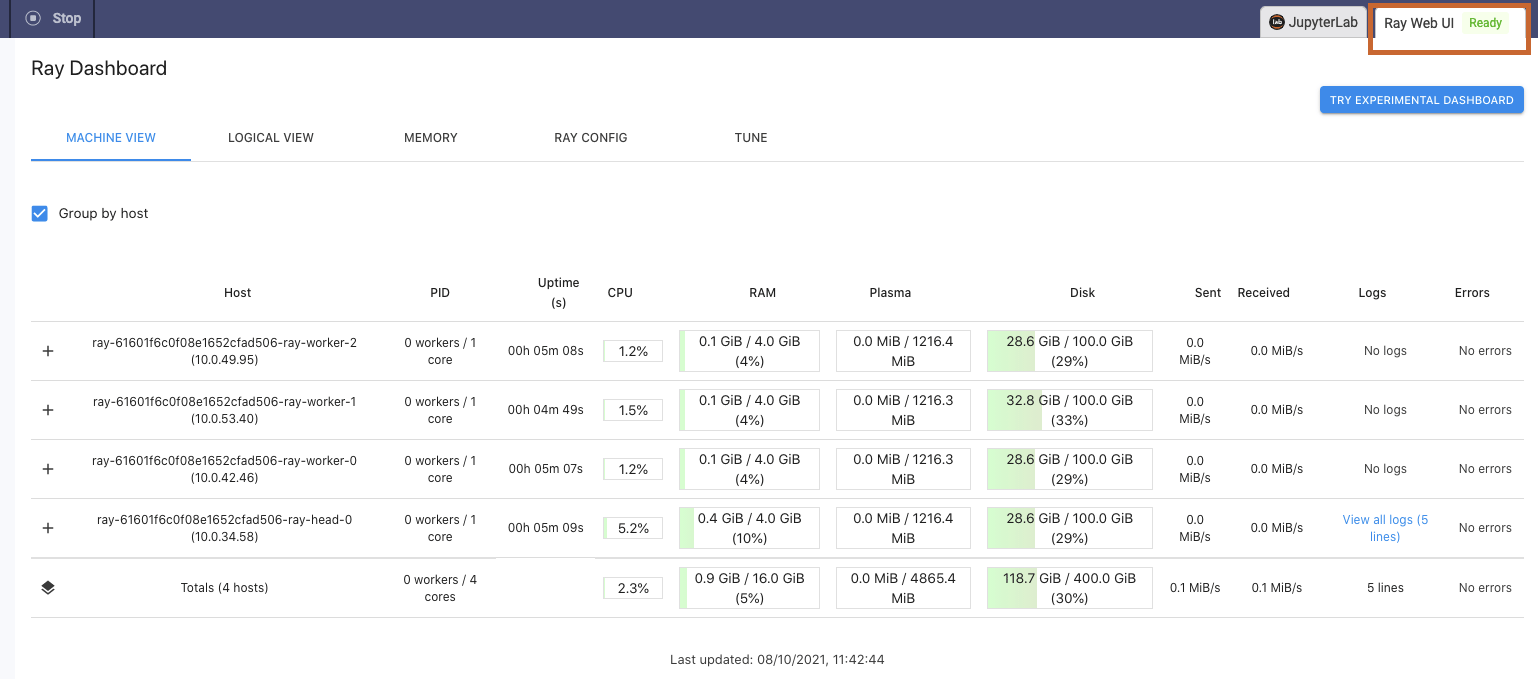 Stop
lab JupyterLab
Ray Web UI Ready
Ray Dashboard
TRY EXPERIMENTAL DASHBOARD
MACHINE VIEW LOGICAL VIEW MEMORY RAY CONFIG TUNE
Group by host
Host PID Uptime (s) CPU RAM Plasma Disk Sent Received Logs Errors
ray-61601f6c0f08e1652cfad506-ray-worker-2 (10.0.49.95) 0 workers / 1 core 00h 05m 08s 1.2% 0.1 GiB / 4.0 GiB (4%) 0.0 MiB / 1216.4 MiB 28.6 GiB / 100.0 GiB (29%) 0.0 MiB/s 0.0 MiB/s No logs No errors
ray-61601f6c0f08e1652cfad506-ray-worker-1 (10.0.53.40) 0 workers / 1 core 00h 04m 49s 1.5% 0.1 GiB / 4.0 GiB (4%) 0.0 MiB / 1216.3 MiB 32.8 GiB / 100.0 GiB (33%) 0.0 MiB/s 0.0 MiB/s No logs No errors
ray-61601f6c0f08e1652cfad506-ray-worker-0 (10.0.42.46) 0 workers / 1 core 00h 05m 07s 1.2% 0.1 GiB / 4.0 GiB (4%) 0.0 MiB / 1216.3 MiB 28.6 GiB / 100.0 GiB (29%) 0.0 MiB/s 0.0 MiB/s No logs No errors
ray-61601f6c0f08e1652cfad506-ray-head-0 (10.0.34.58) 0 workers / 1 core 00h 05m 09s 5.2% 0.4 GiB / 4.0 GiB (10%) 0.0 MiB / 1216.4 MiB 28.6 GiB / 100.0 GiB (29%) 0.0 MiB/s 0.0 MiB/s View all logs (5 lines) No errors
Totals (4 hosts) 0 workers / 4 cores 2.3% 0.9 GiB / 16.0 GiB (5%) 0.0 MiB / 4865.4 MiB 118.7 GiB / 400.0 GiB (30%) 0.1 MiB/s 0.1 MiB/s 5 lines No errors
Last updated: 08/10/2021, 11:42:44